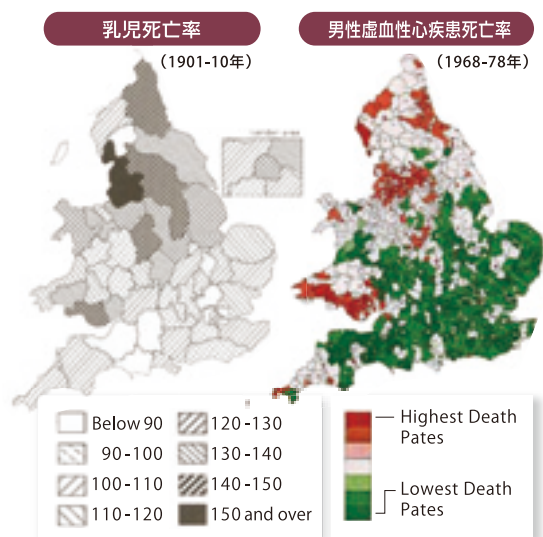 乳児死亡率
(1901-10年)
男性虚血性心疾患死亡率
(1968-78年)
Below 90
90-100
100-110
110-120
120-130
130-140
140-150
150 and over
Highest Death
Pates
Lowest Death
Pates